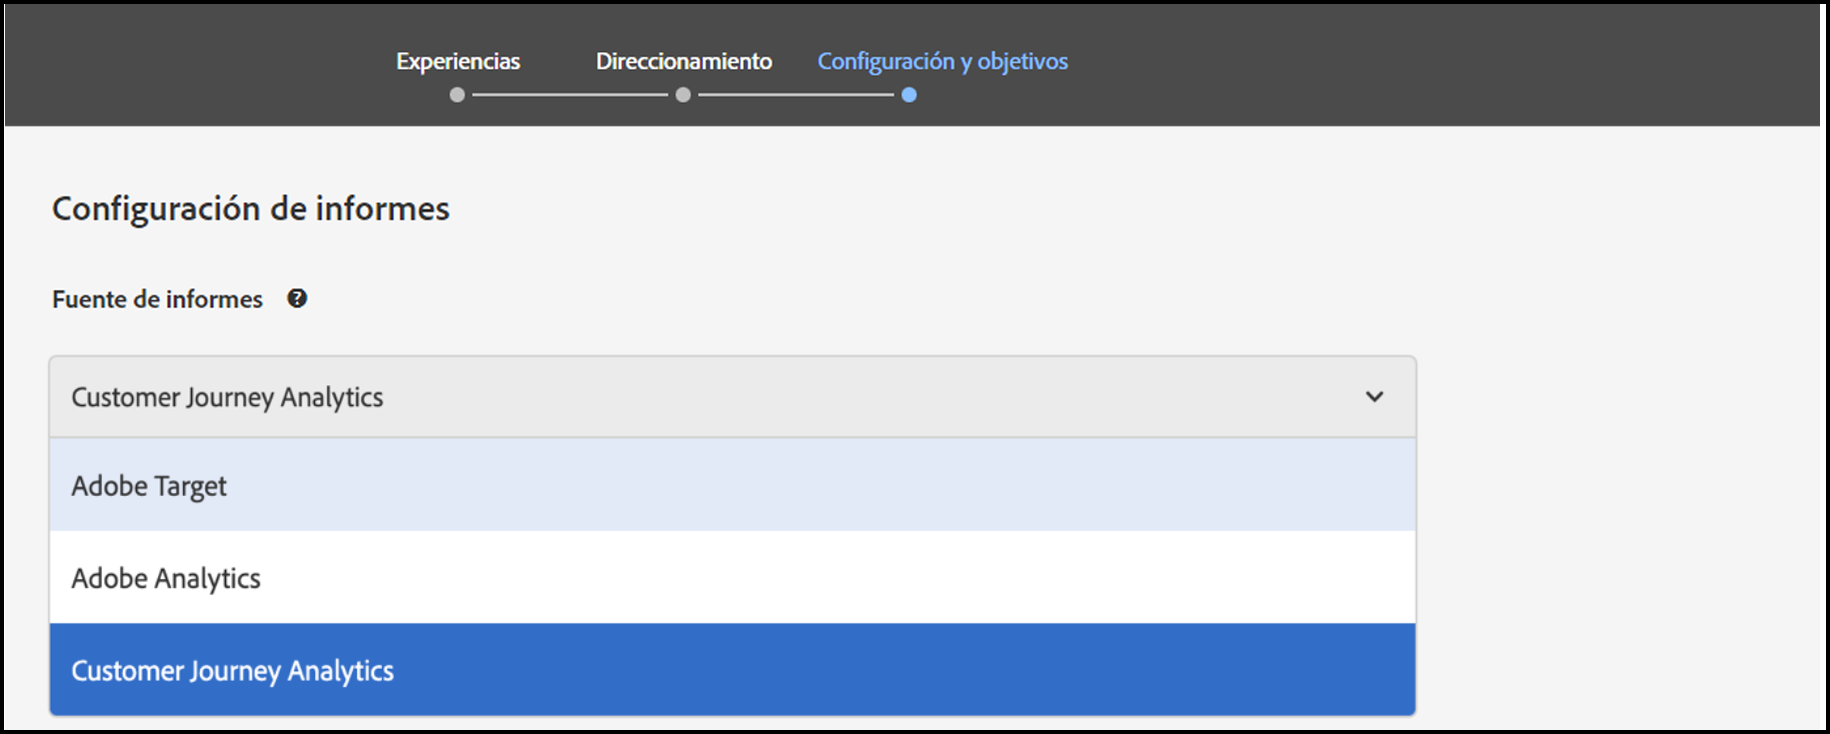 Experiencias Direccionamiento Configuración y objetivos
Configuración de informes
Fuente de informes ?
Customer Journey Analytics
Adobe Target
Adobe Analytics
Customer Journey Analytics